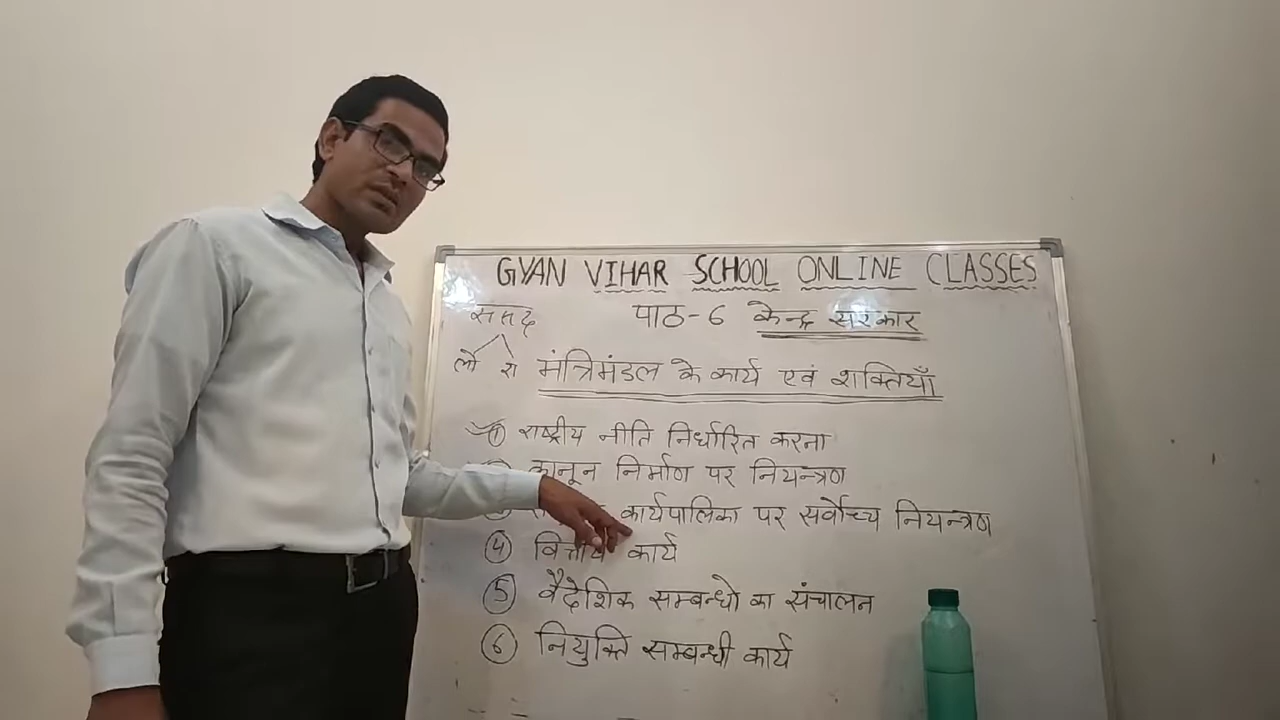 GYAN VIHAR SCHOOL ONLINE CLASSES
संसद
पाठ-6 केन्द्र सरकार
लो रा
मंत्रिमंडल के कार्य एवं शक्तियाँ
① राष्ट्रीय नीति निर्धारित करना
कानून निर्माण पर नियन्त्रण
कार्यपालिका पर सर्वोच्च नियन्त्रण
④ वित्तीय कार्य
⑤ वैदेशिक सम्बन्धो का संचालन
⑥ नियुक्ति सम्बन्धी कार्य